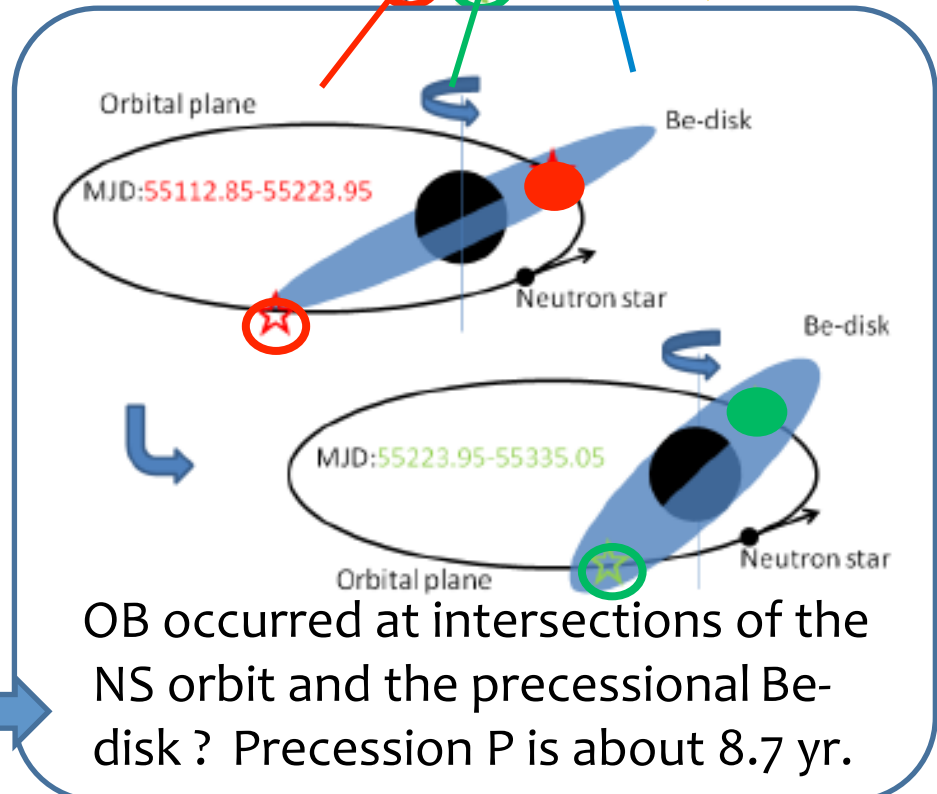 Orbital plane
Be-disk
MJD:55112.85-55223.95
Neutron star
Be-disk
MJD:55223.95-55335.05
Neutron star
Orbital plane
OB occurred at intersections of the
NS orbit and the precessional Be-
disk ? Precession P is about 8.7 yr.